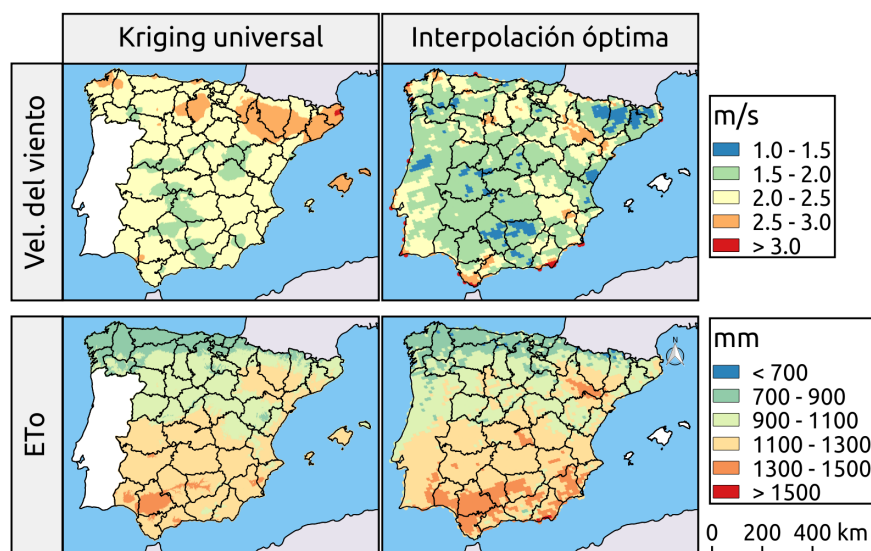 Kriging universal
Interpolación óptima
Vel. del viento
m/s
1.0 - 1.5
1.5 - 2.0
2.0 - 2.5
2.5 - 3.0
> 3.0
ETo
N
mm
< 700
700 - 900
900 - 1100
1100 - 1300
1300 - 1500
> 1500
0 200 400 km